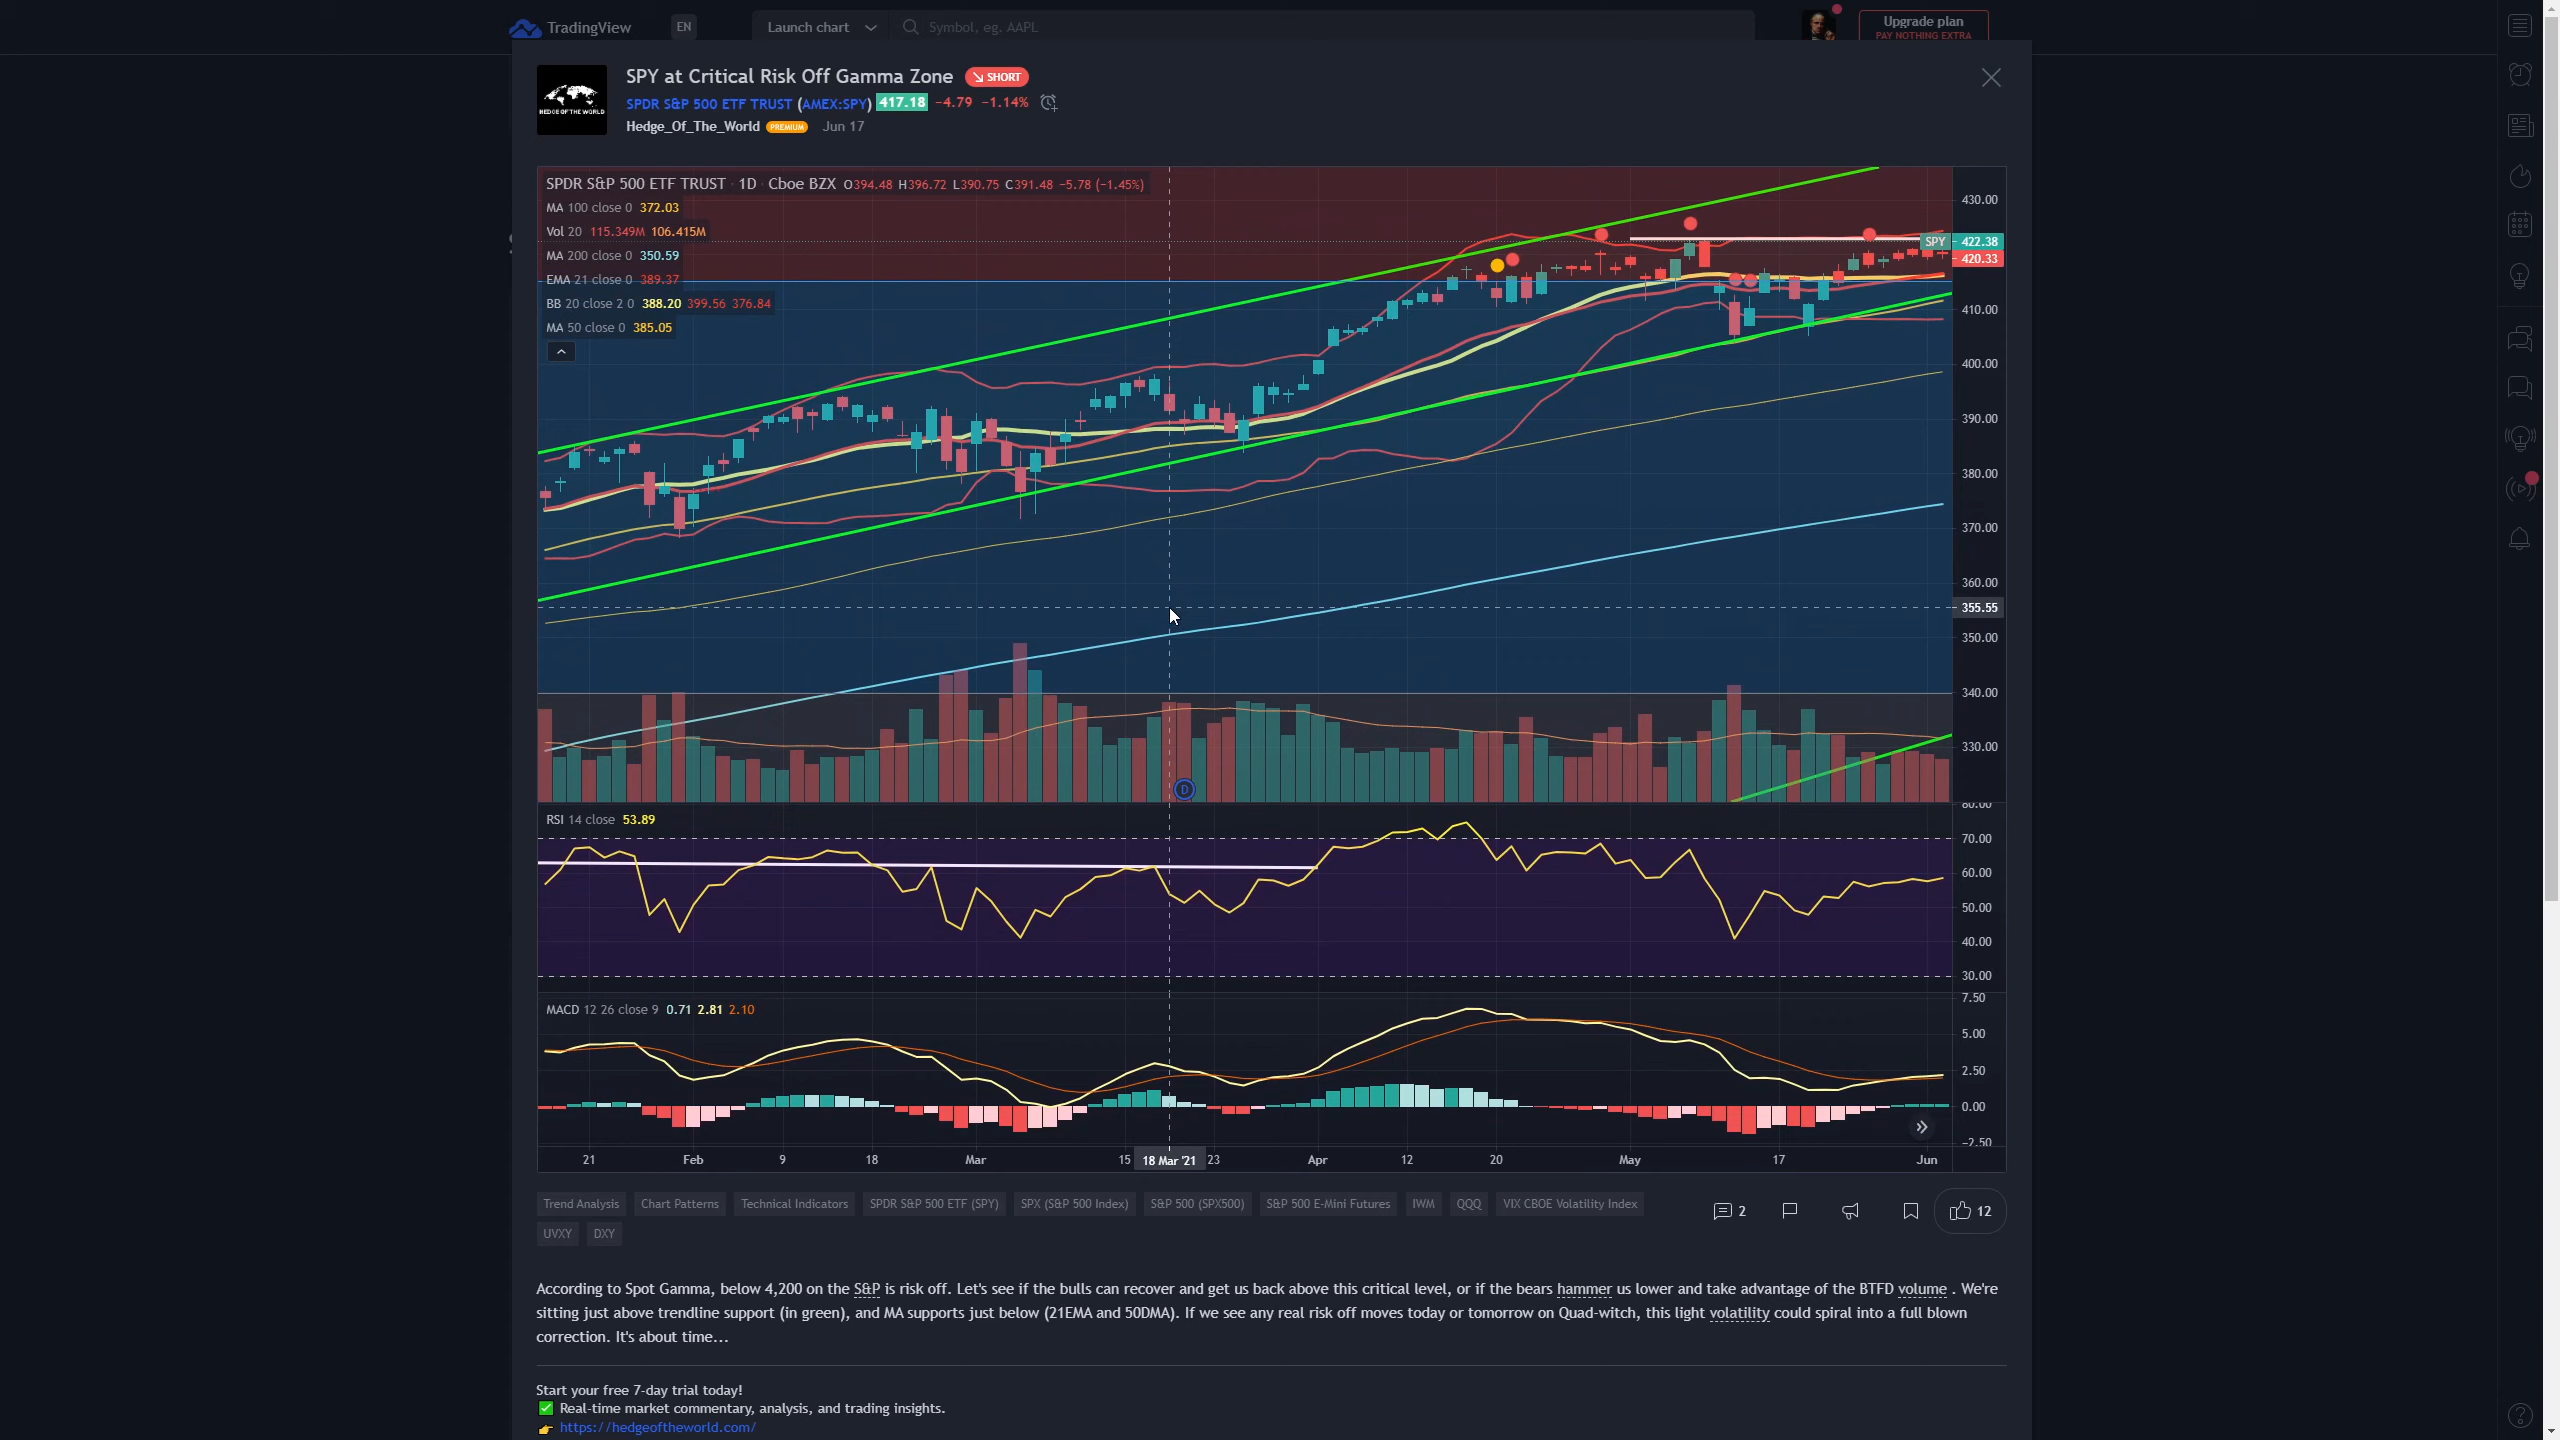 TradingView
EN
Launch chart
Symbol, eg. AAPL
Upgrade plan
PAY NOTHING EXTRA
HEDGE OF THE WORLD
SPY at Critical Risk Off Gamma Zone
SHORT
SPDR S&P 500 ETF TRUST (AMEX:SPY) 417.18 −4.79 −1.14%
Hedge_Of_The_World PREMIUM Jun 17
SPDR S&P 500 ETF TRUST · 1D · Cboe BZX O394.48 H396.72 L390.75 C391.48 −5.78 (−1.45%)
MA 100 close 0 372.03
Vol 20 115.349M 106.415M
MA 200 close 0 350.59
EMA 21 close 0 389.37
BB 20 close 2 0 388.20 399.56 376.84
MA 50 close 0 385.05
430.00
SPY 422.38
420.33
410.00
400.00
390.00
380.00
370.00
360.00
355.55
350.00
340.00
330.00
D
RSI 14 close 53.89
80.00
70.00
60.00
50.00
40.00
30.00
MACD 12 26 close 9 0.71 2.81 2.10
7.50
5.00
2.50
0.00
−2.50
21 Feb 9 18 Mar 15 18 Mar '21 23 Apr 12 20 May 17 Jun
Trend Analysis Chart Patterns Technical Indicators SPDR S&P 500 ETF (SPY) SPX (S&P 500 Index) S&P 500 (SPX500) S&P 500 E-Mini Futures IWM QQQ VIX CBOE Volatility Index
2
12
UVXY DXY
According to Spot Gamma, below 4,200 on the S&P is risk off. Let's see if the bulls can recover and get us back above this critical level, or if the bears hammer us lower and take advantage of the BTFD volume . We're
sitting just above trendline support (in green), and MA supports just below (21EMA and 50DMA). If we see any real risk off moves today or tomorrow on Quad-witch, this light volatility could spiral into a full blown
correction. It's about time...
Start your free 7-day trial today!
✅ Real-time market commentary, analysis, and trading insights.
👉 https://hedgeoftheworld.com/